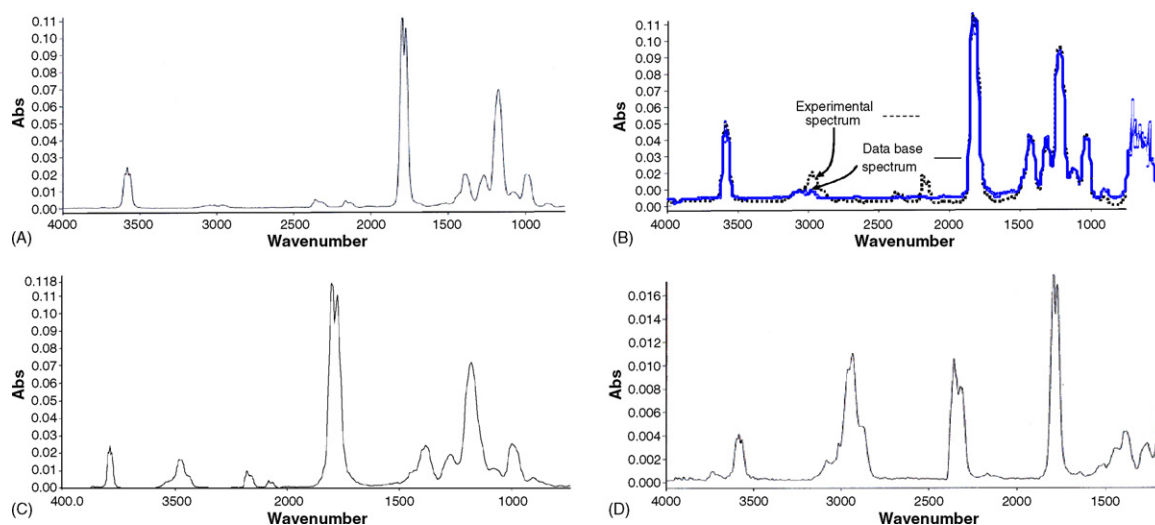 0.11
0.10
0.09
0.08
0.07
0.06
0.05
0.04
0.03
0.02
0.01
0.00
Abs
4000 3500 3000 2500 2000 1500 1000
Wavenumber
(A)
0.11
0.10
0.09
0.08
0.07
0.06
0.05
0.04
0.03
0.02
0.00
0.00
Abs
Experimental
spectrum
Data base
spectrum
4000 3000 2500 2000 1500 1000
Wavenumber
(B)
0.118
0.11
0.10
0.09
0.08
0.07
0.06
0.05
0.04
0.03
0.02
0.01
0.00
Abs
400.0 3500 2000 1500 1000
Wavenumber
(C)
0.016
0.014
0.012
0.010
0.008
0.006
0.004
0.002
0.000
Abs
4000 3500 2500 2000 1500
Wavenumber
(D)